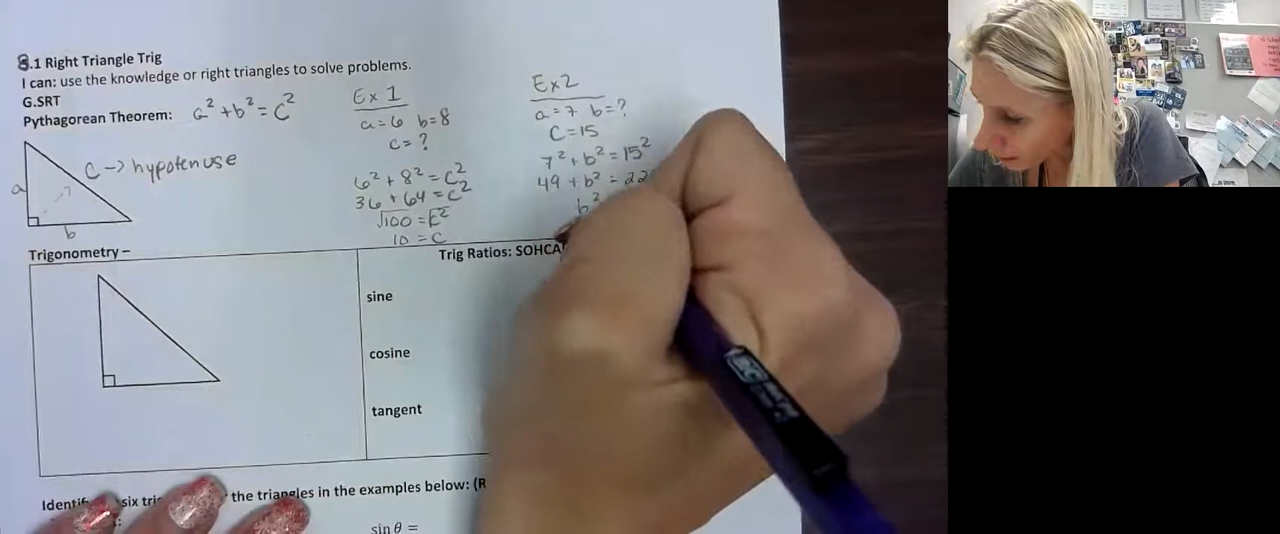 8.1 Right Triangle Trig
I can: use the knowledge or right triangles to solve problems.
G.SRT
Pythagorean Theorem: a² + b² = c²
a
b
C -> hypotenuse
Ex 1
a=6 b=8
c=?
6² + 8² = c²
36 + 64 = c²
√100 = √c²
10 = c
Ex2
a=7 b=?
C=15
7² + b² = 15²
49 + b² = 22
b²
Trigonometry –
Trig Ratios: SOHCA
sine
cosine
tangent
the triangles in the examples below: (R
sin θ =